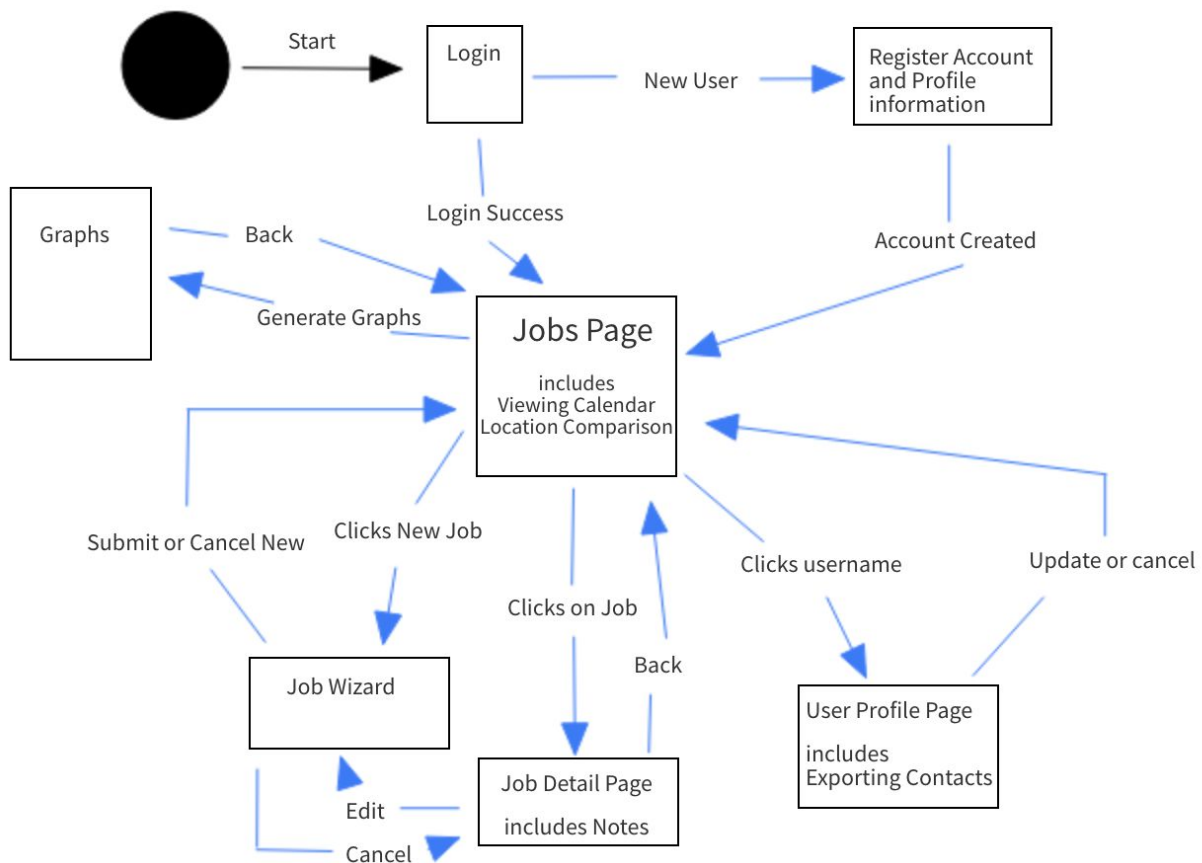 Start
Login
New User
Register Account
and Profile
information
Graphs
Back
Login Success
Account Created
Generate Graphs
Jobs Page
includes
Viewing Calendar
Location Comparison
Submit or Cancel New
Clicks New Job
Clicks on Job
Clicks username
Update or cancel
Back
Job Wizard
User Profile Page
includes
Exporting Contacts
Job Detail Page
includes Notes
Edit
Cancel